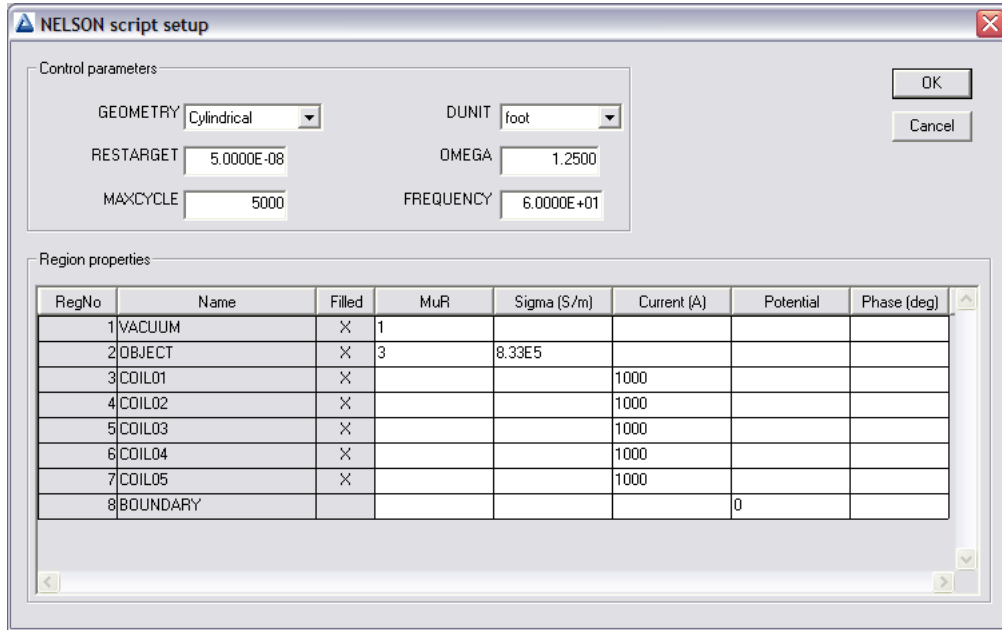 NELSON script setup
Control parameters
GEOMETRY Cylindrical DUNIT foot OK
RESTARGET 5.0000E-08 OMEGA 1.2500 Cancel
MAXCYCLE 5000 FREQUENCY 6.0000E+01
Region properties
RegNo Name Filled MuR Sigma (S/m) Current (A) Potential Phase (deg)
1 VACUUM X 1
2 OBJECT X 3 8.33E5
3 COIL01 X 1000
4 COIL02 X 1000
5 COIL03 X 1000
6 COIL04 X 1000
7 COIL05 X 1000
8 BOUNDARY 0